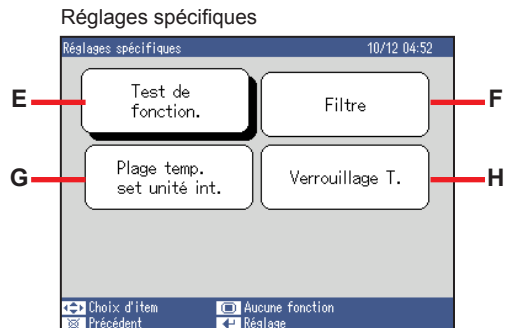 Réglages spécifiques
Réglages spécifiques 10/12 04:52
E
Test de
fonction.
Filtre
F
G
Plage temp.
set unité int.
Verrouillage T.
H
Choix d'item Aucune fonction
Précédent Réglage